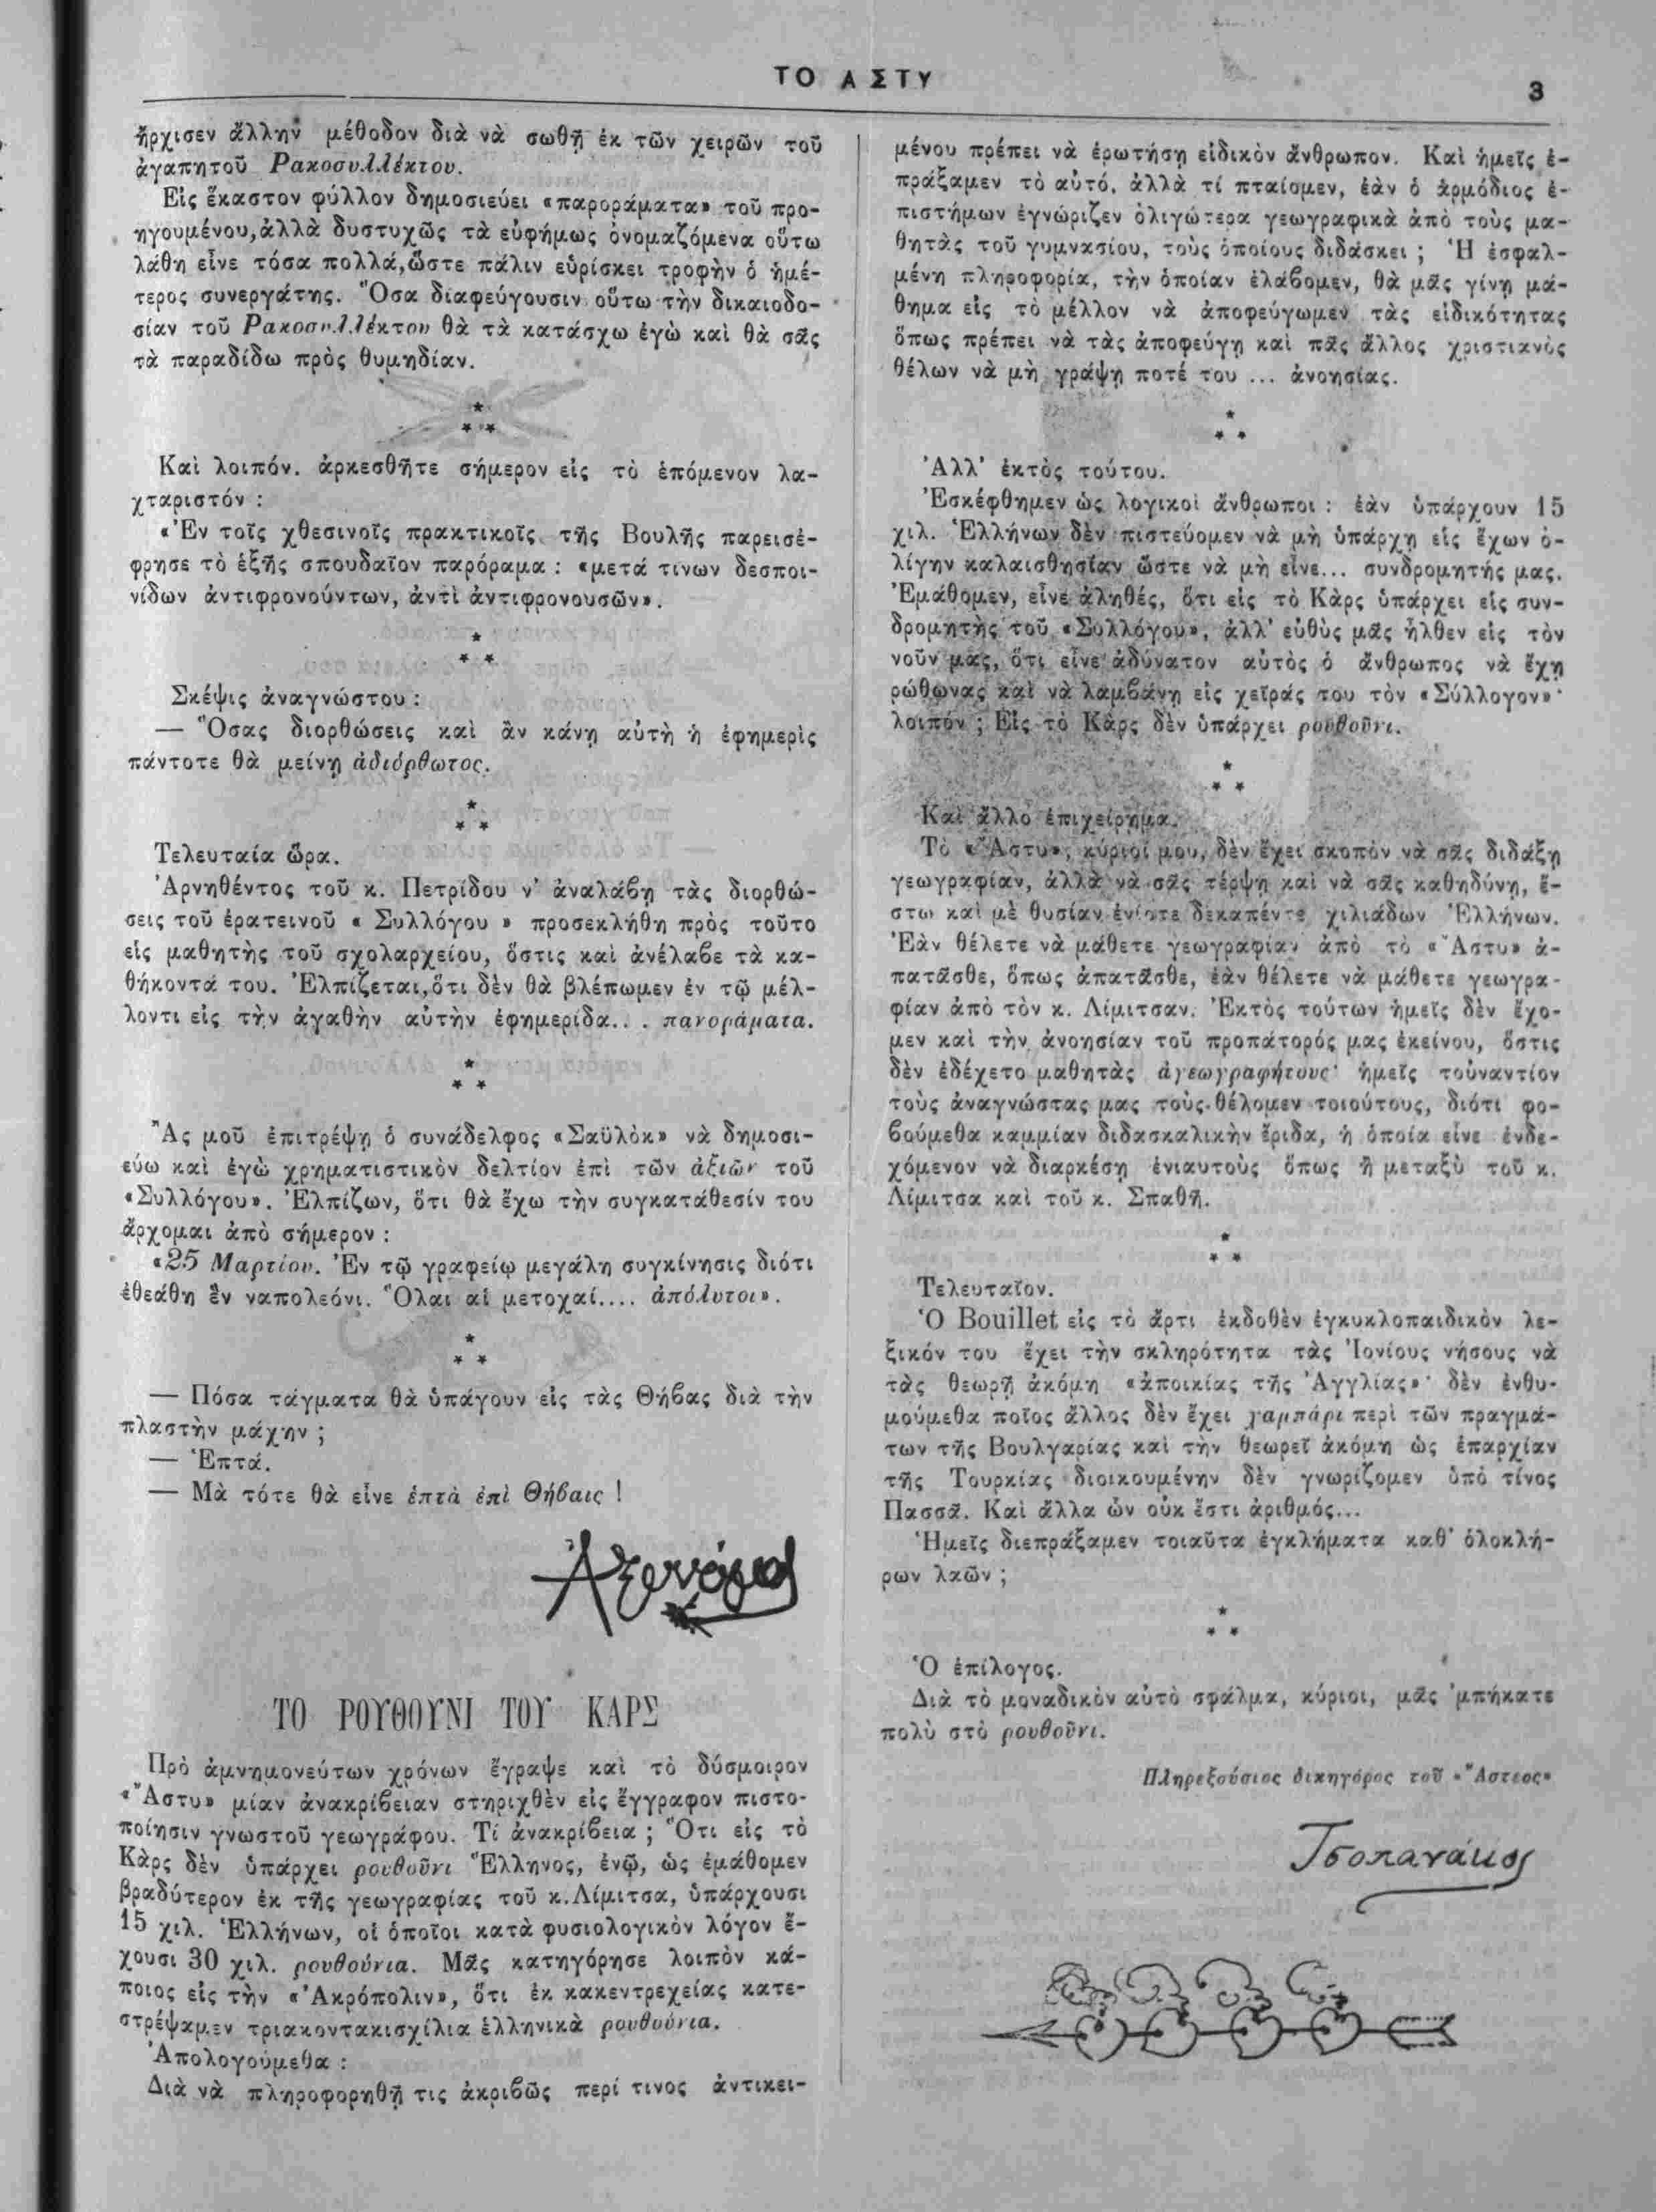 ΤΟ ΑΣΤΥ
3
ἤρχισεν ἄλλην μέθοδον διὰ νὰ σωθῇ ἐκ τῶν χειρῶν τοῦ
ἀγαπητοῦ Ρακοσυλλέκτου.
Εἰς ἕκαστον φύλλον δημοσιεύει «παροράματα» τοῦ προ-
ηγουμένου, ἀλλὰ δυστυχῶς τὰ εὐφήμως ὀνομαζόμενα οὕτω
λάθη εἶνε τόσα πολλά, ὥστε πάλιν εὑρίσκει τροφὴν ὁ ἡμέ-
τερος συνεργάτης. Ὅσα διαφεύγουσιν οὕτω τὴν δικαιοδο-
σίαν τοῦ Ρακοσυλλέκτου θὰ τὰ κατάσχω ἐγὼ καὶ θὰ σᾶς
τὰ παραδίδω πρὸς θυμηδίαν.
* * *
Καὶ λοιπόν. ἀρκεσθῆτε σήμερον εἰς τὸ ἑπόμενον λα-
χταριστόν :
«Ἐν τοῖς χθεσινοῖς πρακτικοῖς τῆς Βουλῆς παρεισέ-
φρησε τὸ ἑξῆς σπουδαῖον παρόραμα : «μετά τινων δεσποι-
νίδων ἀντιφρονούντων, ἀντὶ ἀντιφρονουσῶν».
* * *
Σκέψις ἀναγνώστου :
— Ὅσας διορθώσεις καὶ ἂν κάνῃ αὐτὴ ἡ ἐφημερὶς
πάντοτε θὰ μείνῃ ἀδιόρθωτος.
* * *
Τελευταία ὥρα.
Ἀρνηθέντος τοῦ κ. Πετρίδου ν' ἀναλάβῃ τὰς διορθώ-
σεις τοῦ ἐρατεινοῦ « Συλλόγου » προσεκλήθη πρὸς τοῦτο
εἷς μαθητὴς τοῦ σχολαρχείου, ὅστις καὶ ἀνέλαβε τὰ κα-
θήκοντά του. Ἐλπίζεται, ὅτι δὲν θὰ βλέπωμεν ἐν τῷ μέλ-
λοντι εἰς τὴν ἀγαθὴν αὐτὴν ἐφημερίδα.. . πανοράματα.
* * *
Ἂς μοῦ ἐπιτρέψῃ ὁ συνάδελφος «Σαϋλὸκ» νὰ δημοσι-
εύω καὶ ἐγὼ χρηματιστικὸν δελτίον ἐπὶ τῶν ἀξιῶν τοῦ
«Συλλόγου». Ἐλπίζων, ὅτι θὰ ἔχω τὴν συγκατάθεσίν του
ἄρχομαι ἀπὸ σήμερον :
«25 Μαρτίου. Ἐν τῷ γραφείῳ μεγάλη συγκίνησις διότι
ἐθεάθη ἓν ναπολεόνι. Ὅλαι αἱ μετοχαί.... ἀπόλυτοι».
* * *
— Πόσα τάγματα θὰ ὑπάγουν εἰς τὰς Θήβας διὰ τὴν
πλαστὴν μάχην ;
— Ἑπτά.
— Μὰ τότε θὰ εἶνε ἑπτὰ ἐπὶ Θήβαις !
ΤΟ ΡΟΥΘΟΥΝΙ ΤΟΥ ΚΑΡΣ
Πρὸ ἀμνημονεύτων χρόνων ἔγραψε καὶ τὸ δύσμοιρον
«Ἄστυ» μίαν ἀνακρίβειαν στηριχθὲν εἰς ἔγγραφον πιστο-
ποίησιν γνωστοῦ γεωγράφου. Τί ἀνακρίβεια ; Ὅτι εἰς τὸ
Κὰρς δὲν ὑπάρχει ρουθοῦνι Ἕλληνος, ἐνῷ, ὡς ἐμάθομεν
βραδύτερον ἐκ τῆς γεωγραφίας τοῦ κ. Λίμιτσα, ὑπάρχουσι
15 χιλ. Ἑλλήνων, οἱ ὁποῖοι κατὰ φυσιολογικὸν λόγον ἔ-
χουσι 30 χιλ. ρουθούνια. Μᾶς κατηγόρησε λοιπὸν κά-
ποιος εἰς τὴν «Ἀκρόπολιν», ὅτι ἐκ κακεντρεχείας κατε-
στρέψαμεν τριακοντακισχίλια ἑλληνικὰ ρουθούνια.
Ἀπολογούμεθα :
Διὰ νὰ πληροφορηθῇ τις ἀκριβῶς περί τινος ἀντικει-
μένου πρέπει νὰ ἐρωτήσῃ εἰδικὸν ἄνθρωπον. Καὶ ἡμεῖς ἐ-
πράξαμεν τὸ αὐτό, ἀλλὰ τί πταίομεν, ἐὰν ὁ ἁρμόδιος ἐ-
πιστήμων ἐγνώριζεν ὀλιγώτερα γεωγραφικὰ ἀπὸ τοὺς μα-
θητὰς τοῦ γυμνασίου, τοὺς ὁποίους διδάσκει ; Ἡ ἐσφαλ-
μένη πληροφορία, τὴν ὁποίαν ἐλάβομεν, θὰ μᾶς γίνῃ μά-
θημα εἰς τὸ μέλλον νὰ ἀποφεύγωμεν τὰς εἰδικότητας
ὅπως πρέπει νὰ τὰς ἀποφεύγῃ καὶ πᾶς ἄλλος χριστιανὸς
θέλων νὰ μὴ γράψῃ ποτέ του ... ἀνοησίας.
* * *
Ἀλλ' ἐκτὸς τούτου.
Ἐσκέφθημεν ὡς λογικοὶ ἄνθρωποι : ἐὰν ὑπάρχουν 15
χιλ. Ἑλλήνων δὲν πιστεύομεν νὰ μὴ ὑπάρχῃ εἷς ἔχων ὀ-
λίγην καλαισθησίαν ὥστε νὰ μὴ εἶνε... συνδρομητής μας.
Ἐμάθομεν, εἶνε ἀληθές, ὅτι εἰς τὸ Κὰρς ὑπάρχει εἷς συν-
δρομητὴς τοῦ «Συλλόγου», ἀλλ' εὐθὺς μᾶς ἦλθεν εἰς τὸν
νοῦν μας, ὅτι εἶνε ἀδύνατον αὐτὸς ὁ ἄνθρωπος νὰ ἔχῃ
ρώθωνας καὶ νὰ λαμβάνῃ εἰς χεῖράς του τὸν «Σύλλογον»·
λοιπόν ; Εἰς τὸ Κὰρς δὲν ὑπάρχει ρουθοῦνι.
* * *
Καὶ ἄλλο ἐπιχείρημα.
Τὸ «Ἄστυ», κύριοί μου, δὲν ἔχει σκοπὸν νὰ σᾶς διδάξῃ
γεωγραφίαν, ἀλλὰ νὰ σᾶς τέρψῃ καὶ νὰ σᾶς καθηδύνῃ, ἔ-
στω καὶ μὲ θυσίαν ἐνίοτε δεκαπέντε χιλιάδων Ἑλλήνων.
Ἐὰν θέλετε νὰ μάθετε γεωγραφίαν ἀπὸ τὸ «Ἄστυ» ἀ-
πατᾶσθε, ὅπως ἀπατᾶσθε, ἐὰν θέλετε νὰ μάθετε γεωγρα-
φίαν ἀπὸ τὸν κ. Λίμιτσαν. Ἐκτὸς τούτων ἡμεῖς δὲν ἔχο-
μεν καὶ τὴν ἀνοησίαν τοῦ προπάτορός μας ἐκείνου, ὅστις
δὲν ἐδέχετο μαθητὰς ἀγεωγραφήτους· ἡμεῖς τοὐναντίον
τοὺς ἀναγνώστας μας τοὺς θέλομεν τοιούτους, διότι φο-
βούμεθα καμμίαν διδασκαλικὴν ἔριδα, ἡ ὁποία εἶνε ἐνδε-
χόμενον νὰ διαρκέσῃ ἐνιαυτοὺς ὅπως ἡ μεταξὺ τοῦ κ.
Λίμιτσα καὶ τοῦ κ. Σπαθῆ.
* * *
Τελευταῖον.
Ὁ Bouillet εἰς τὸ ἄρτι ἐκδοθὲν ἐγκυκλοπαιδικὸν λε-
ξικόν του ἔχει τὴν σκληρότητα τὰς Ἰονίους νήσους νὰ
τὰς θεωρῇ ἀκόμη «ἀποικίας τῆς Ἀγγλίας»· δὲν ἐνθυ-
μούμεθα ποῖος ἄλλος δὲν ἔχει χαμπάρι περὶ τῶν πραγμά-
των τῆς Βουλγαρίας καὶ τὴν θεωρεῖ ἀκόμη ὡς ἐπαρχίαν
τῆς Τουρκίας διοικουμένην δὲν γνωρίζομεν ὑπὸ τίνος
Πασσᾶ. Καὶ ἄλλα ὧν οὐκ ἔστι ἀριθμός...
Ἡμεῖς διεπράξαμεν τοιαῦτα ἐγκλήματα καθ' ὁλοκλή-
ρων λαῶν ;
* * *
Ὁ ἐπίλογος.
Διὰ τὸ μοναδικὸν αὐτὸ σφάλμα, κύριοι, μᾶς 'μπήκατε
πολὺ στὸ ρουθοῦνι.
Πληρεξούσιος δικηγόρος τοῦ «Ἄστεος»
Τσοπανάκος